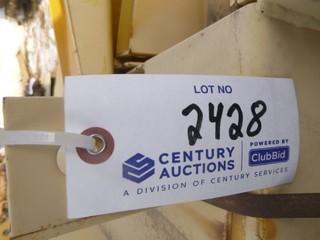 LOT NO
2428
CENTURY
AUCTIONS
POWERED BY
ClubBid
A DIVISION OF CENTURY SERVICES